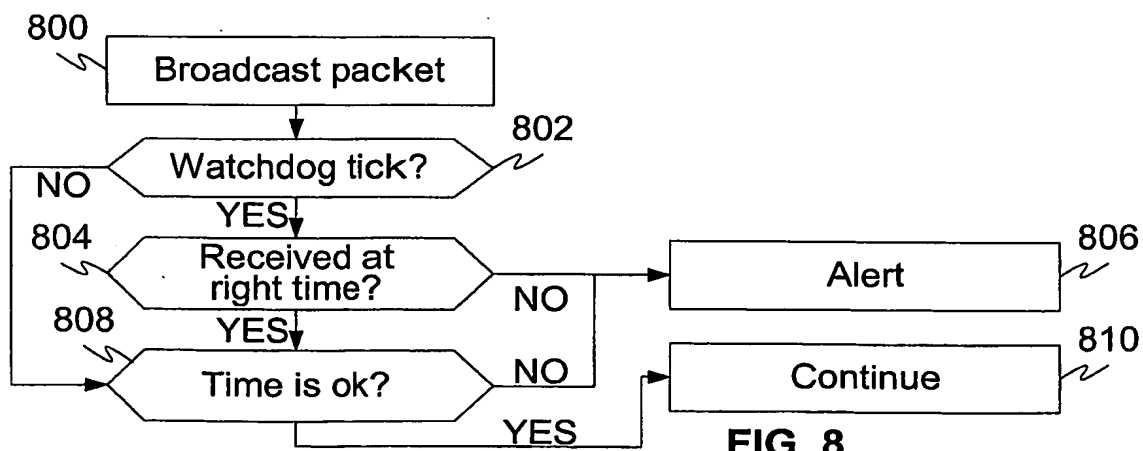 800
Broadcast packet
802
Watchdog tick?
NO
YES
804
Received at
right time?
NO
806
Alert
YES
808
Time is ok?
NO
810
Continue
YES
FIG. 8